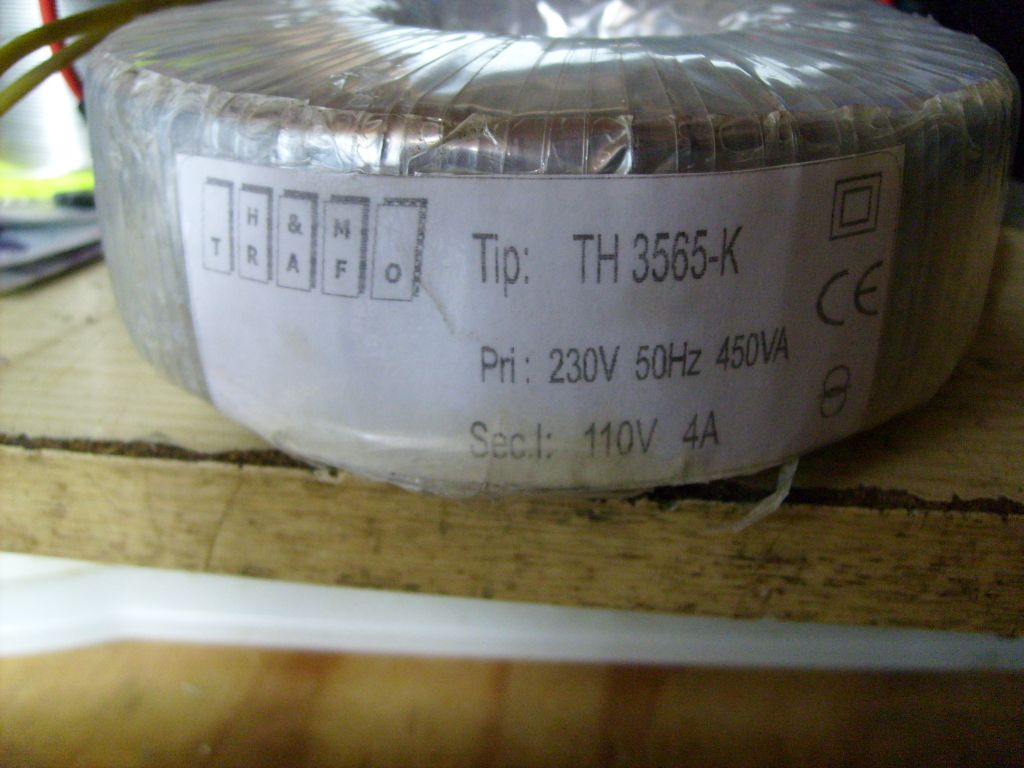 H & M
TRAFO
Tip: TH 3565-K
Pri : 230V 50Hz 450VA
Sec.I: 110V 4A
CE